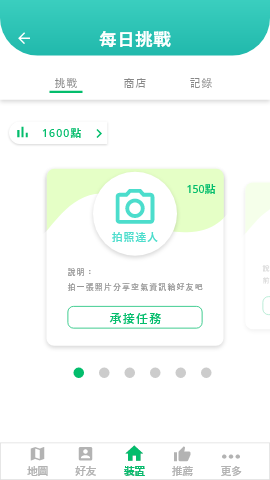 每日挑戰
挑戰 商店 記錄
1600點
150點
拍照達人
說明：
拍一張照片分享空氣資訊給好友吧
承接任務
地圖 好友 裝置 推薦 更多